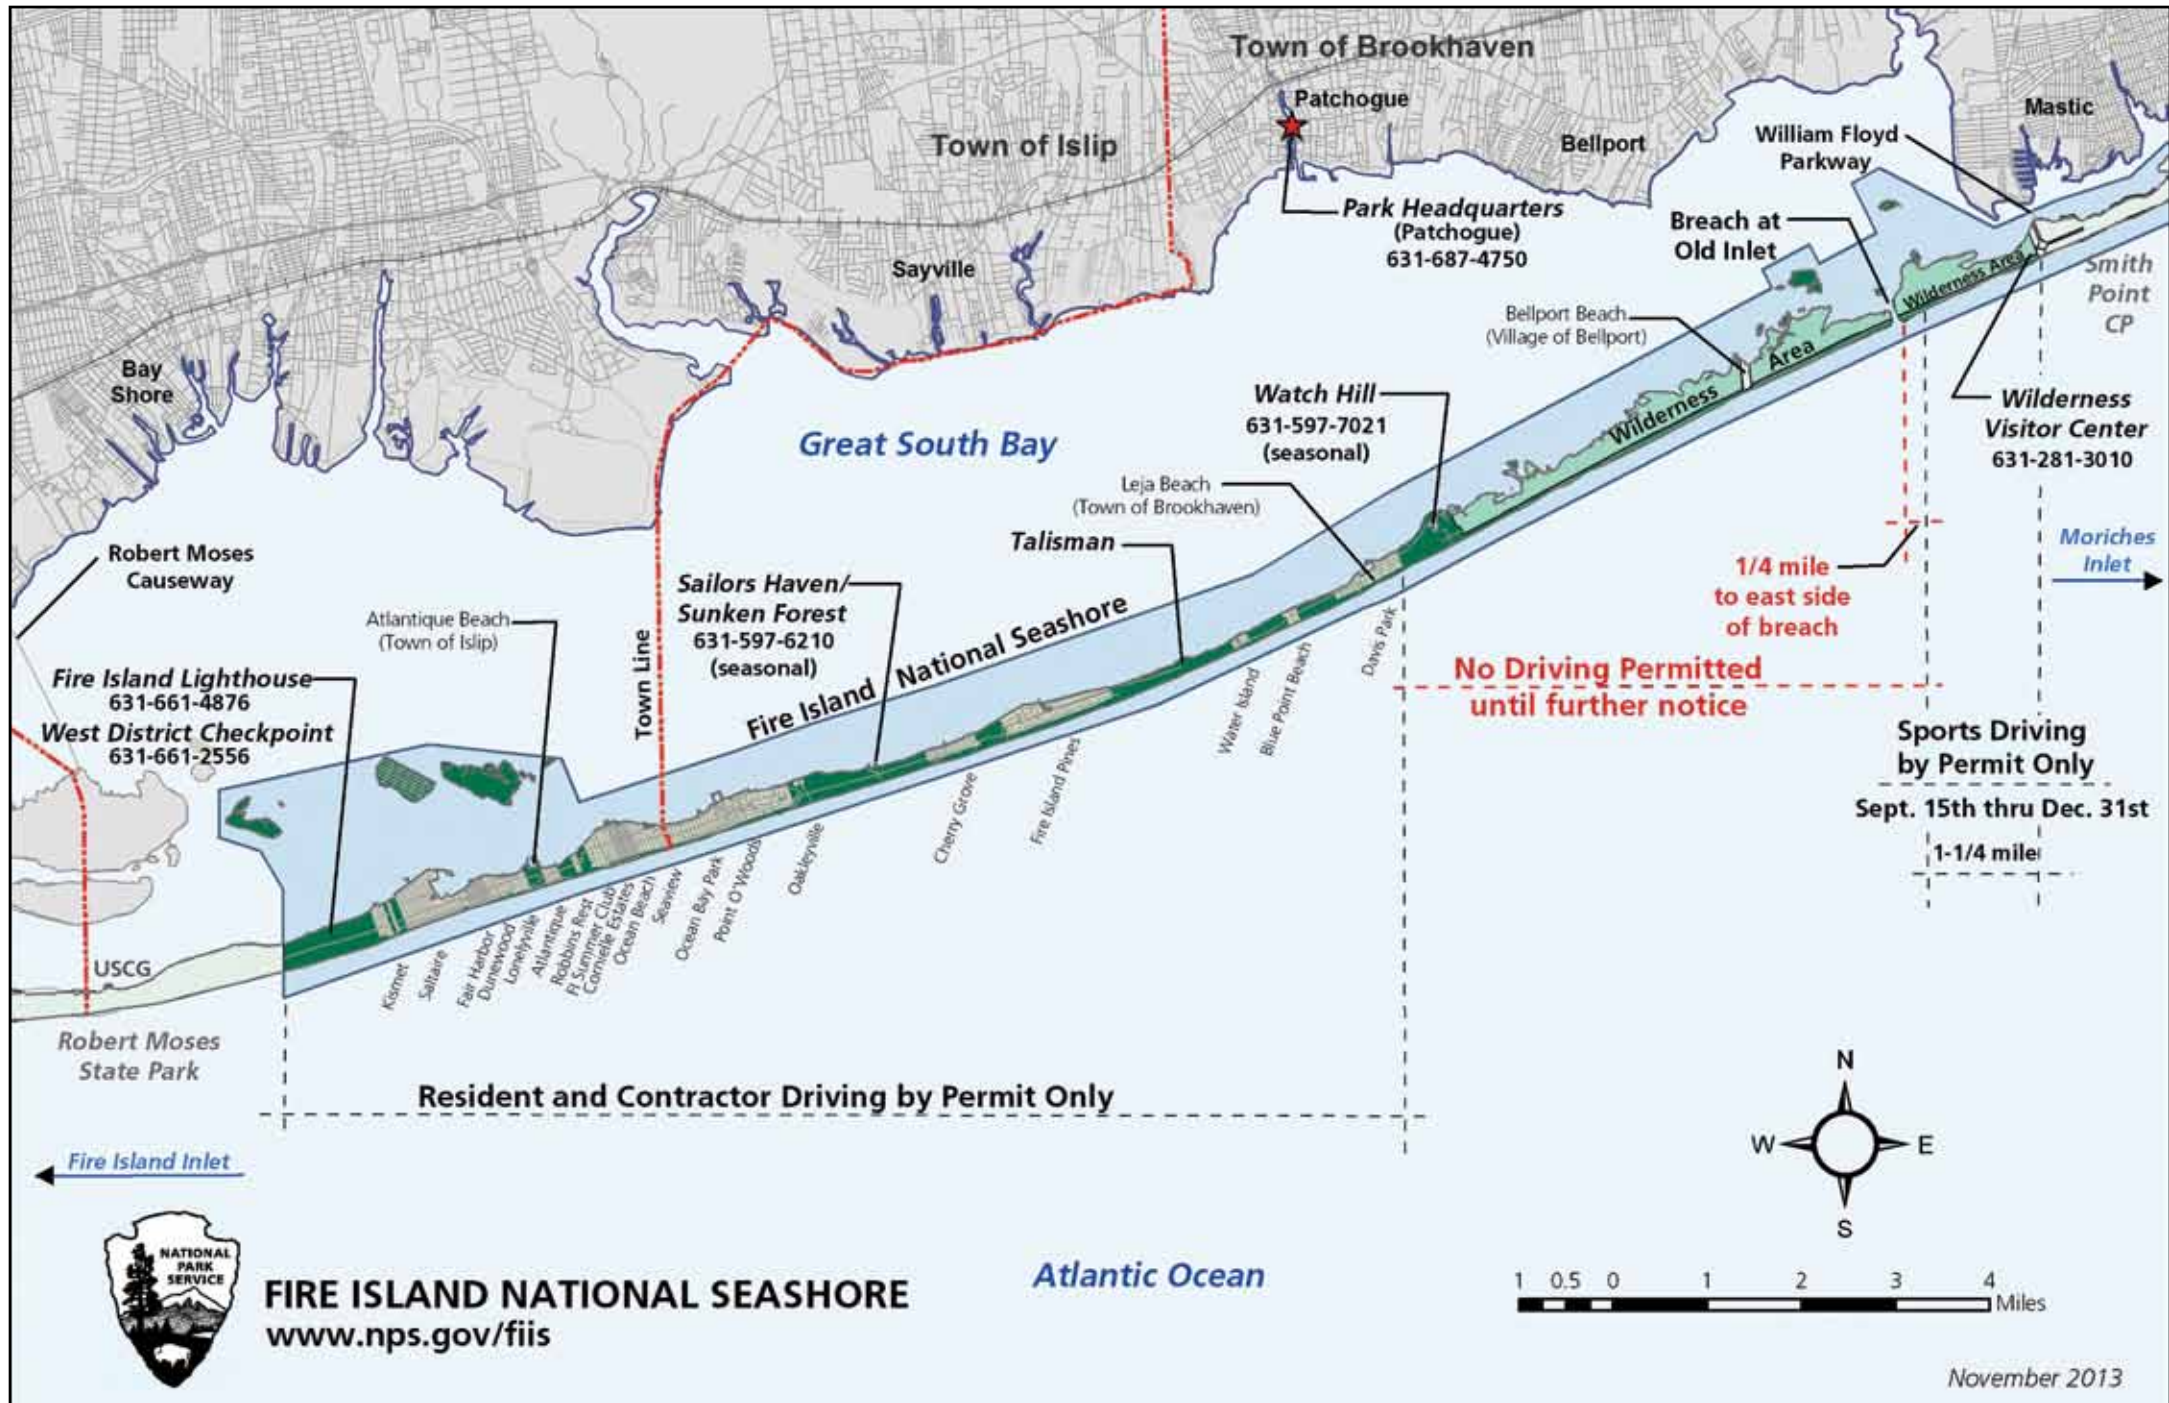 Town of Brookhaven
Patchogue
Town of Islip
Bellport
Mastic
William Floyd
Parkway
Park Headquarters
(Patchogue)
631-687-4750
Breach at
Old Inlet
Sayville
Wilderness Area
Smith
Point
CP
Bellport Beach
(Village of Bellport)
Bay
Shore
Wilderness Area
Watch Hill
631-597-7021
(seasonal)
Wilderness
Visitor Center
631-281-3010
Great South Bay
Leja Beach
(Town of Brookhaven)
Talisman
Robert Moses
Causeway
Moriches
Inlet
1/4 mile
to east side
of breach
Sailors Haven/
Sunken Forest
631-597-6210
(seasonal)
Atlantique Beach
(Town of Islip)
Town Line
Fire Island National Seashore
Fire Island Lighthouse
631-661-4876
West District Checkpoint
631-661-2556
No Driving Permitted
until further notice
Sports Driving
by Permit Only
Sept. 15th thru Dec. 31st
1-1/4 mile
Kismet
Saltaire
Fair Harbor
Dunewood
Lonelyville
Atlantique
Robbins Rest
FI Summer Club
Corneille Estates
Ocean Beach
Seaview
Ocean Bay Park
Point O'Woods
Oakleyville
Cherry Grove
Fire Island Pines
Water Island
Blue Point Beach
Davis Park
USCG
Robert Moses
State Park
Resident and Contractor Driving by Permit Only
Fire Island Inlet
N
W
E
S
NATIONAL
PARK
SERVICE
FIRE ISLAND NATIONAL SEASHORE
www.nps.gov/fiis
Atlantic Ocean
1 0.5 0 1 2 3 4
Miles
November 2013